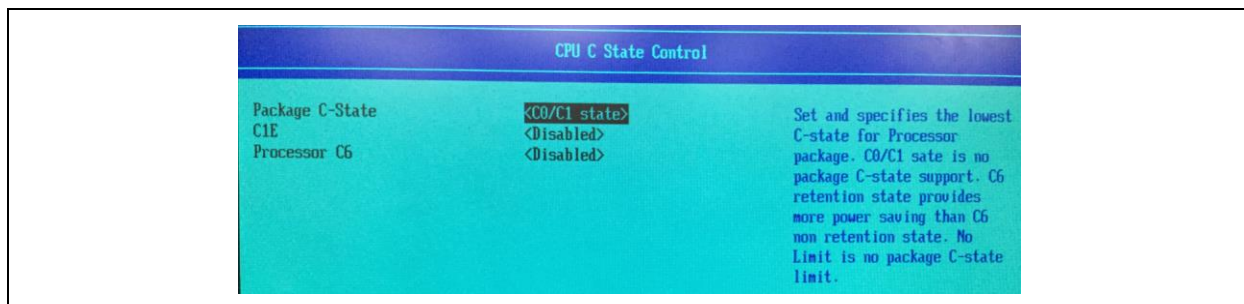 CPU C State Control
Package C-State <C0/C1 state>
C1E <Disabled>
Processor C6 <Disabled>
Set and specifies the lowest
C-state for Processor
package. C0/C1 sate is no
package C-state support. C6
retention state provides
more power saving than C6
non retention state. No
Limit is no package C-state
limit.